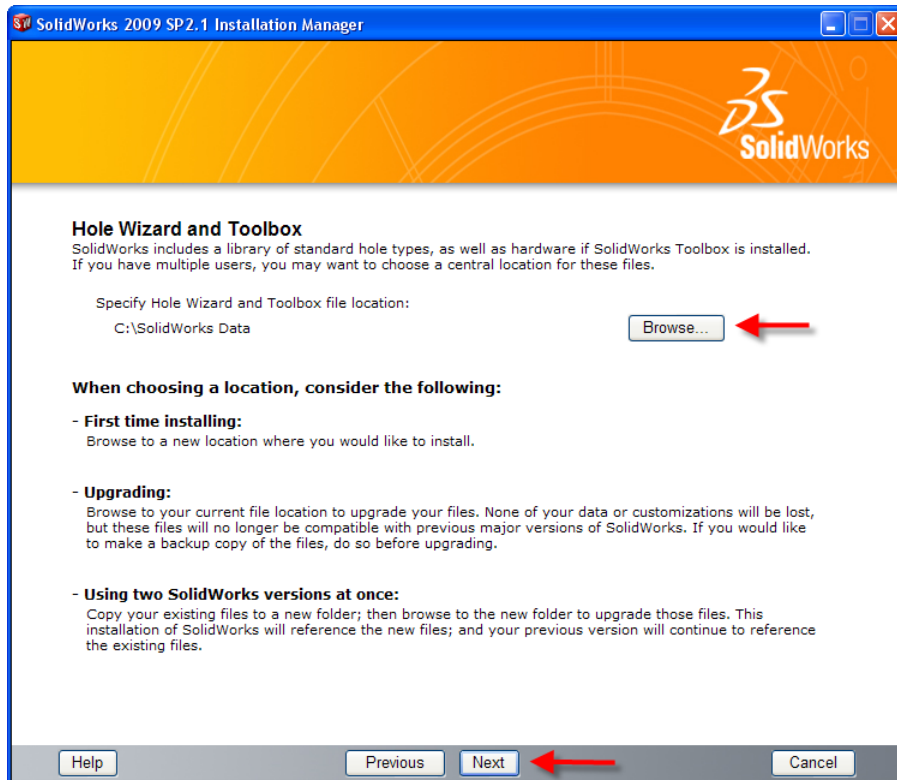 SolidWorks 2009 SP2.1 Installation Manager
SolidWorks
Hole Wizard and Toolbox
SolidWorks includes a library of standard hole types, as well as hardware if SolidWorks Toolbox is installed.
If you have multiple users, you may want to choose a central location for these files.
Specify Hole Wizard and Toolbox file location:
C:\SolidWorks Data
Browse...
When choosing a location, consider the following:
- First time installing:
Browse to a new location where you would like to install.
- Upgrading:
Browse to your current file location to upgrade your files. None of your data or customizations will be lost,
but these files will no longer be compatible with previous major versions of SolidWorks. If you would like
to make a backup copy of the files, do so before upgrading.
- Using two SolidWorks versions at once:
Copy your existing files to a new folder; then browse to the new folder to upgrade those files. This
installation of SolidWorks will reference the new files; and your previous version will continue to reference
the existing files.
Help
Previous
Next
Cancel